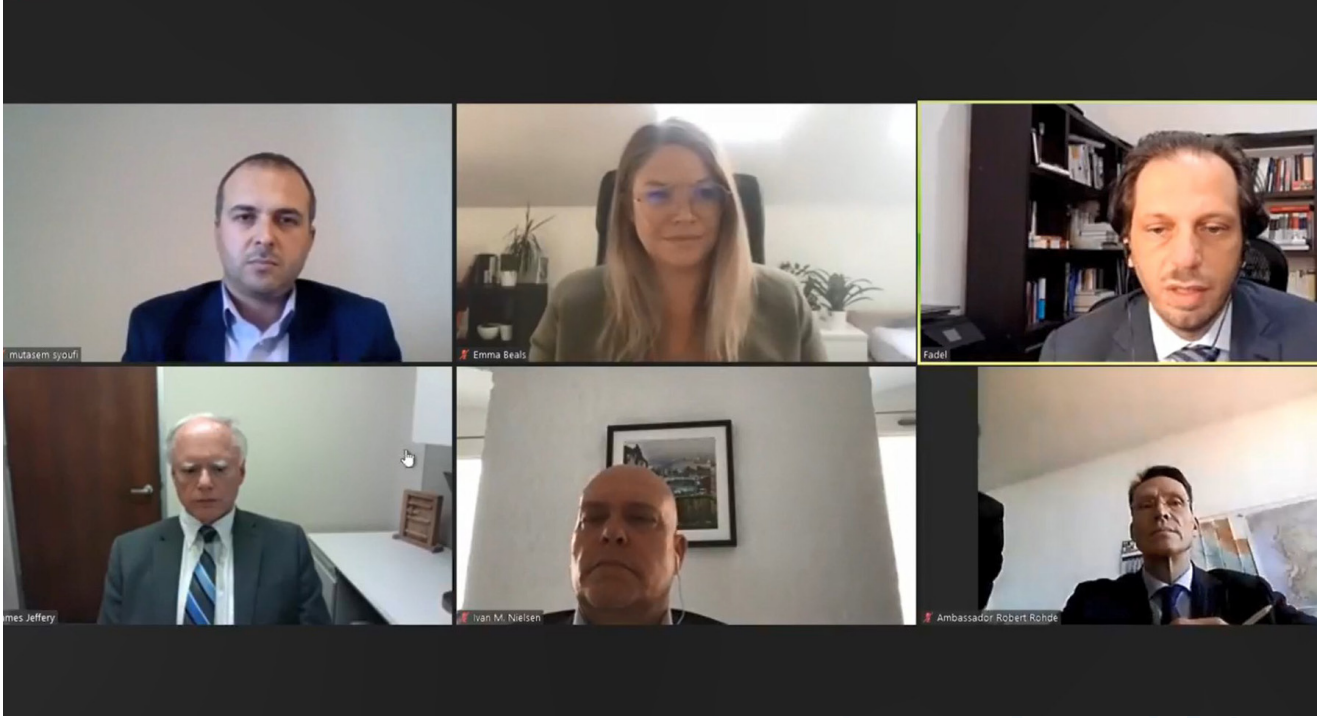 mutasem syoufi
Emma Beals
Fadel
ames Jeffery
Ivan M. Nielsen
Ambassador Robert Rohde